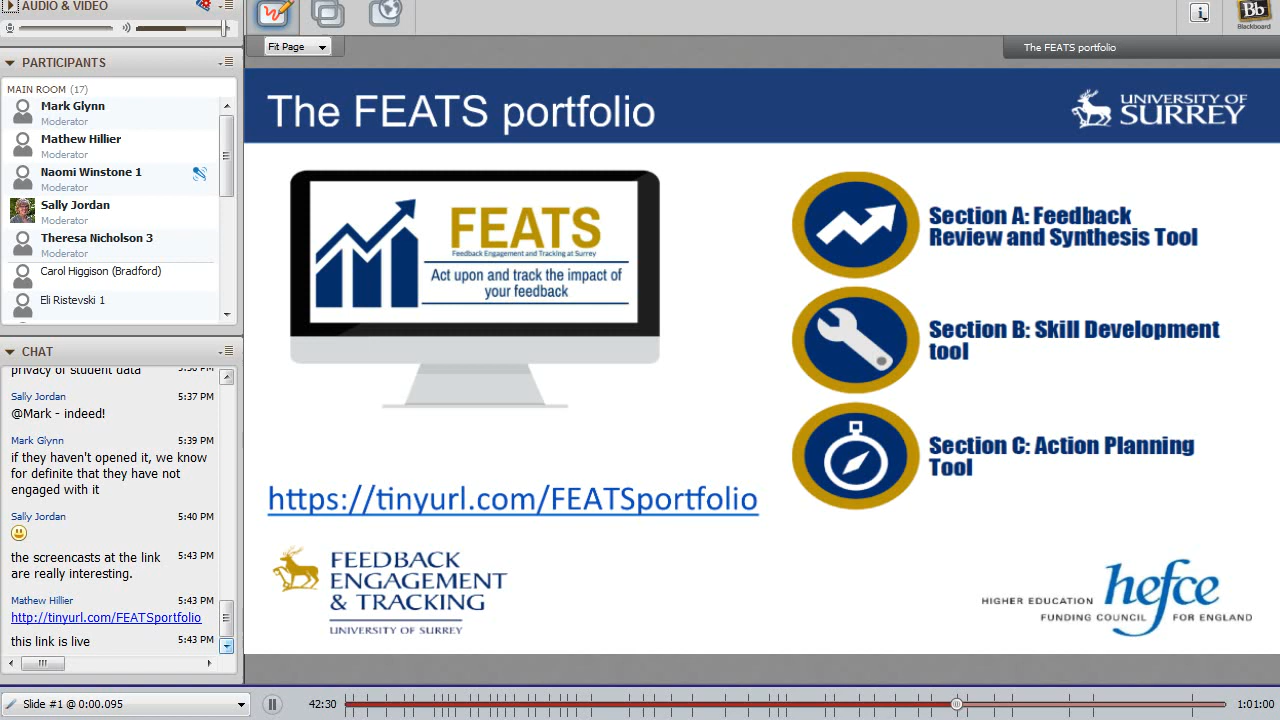 AUDIO & VIDEO
PARTICIPANTS
MAIN ROOM (17)
Mark Glynn
Moderator
Mathew Hillier
Moderator
Naomi Winstone 1
Moderator
Sally Jordan
Moderator
Theresa Nicholson 3
Moderator
Carol Higgison (Bradford)
Eli Ristevski 1
CHAT
privacy of student data
Sally Jordan 5:37 PM
@Mark - indeed!
Mark Glynn 5:39 PM
if they haven't opened it, we know
for definite that they have not
engaged with it
Sally Jordan 5:40 PM
the screencasts at the link 5:43 PM
are really interesting.
Mathew Hillier 5:43 PM
http://tinyurl.com/FEATSportfolio
this link is live 5:43 PM
Slide #1 @ 0:00.095
Fit Page
The FEATS portfolio
Bb
Blackboard
The FEATS portfolio
UNIVERSITY OF
SURREY
FEATS
Feedback Engagement and Tracking at Surrey
Act upon and track the impact of
your feedback
Section A: Feedback
Review and Synthesis Tool
Section B: Skill Development
tool
Section C: Action Planning
Tool
https://tinyurl.com/FEATSportfolio
FEEDBACK
ENGAGEMENT
& TRACKING
UNIVERSITY OF SURREY
hefce
HIGHER EDUCATION
FUNDING COUNCIL FOR ENGLAND
42:30
1:01:00